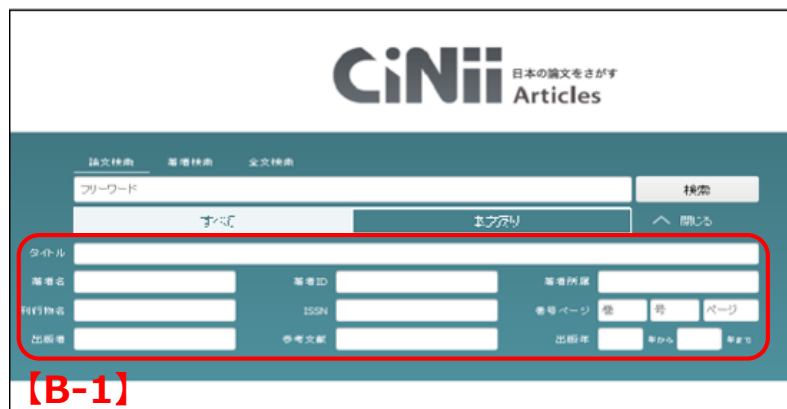 CiNii 日本の論文をさがす
Articles
論文検索 著者検索 全文検索
フリーワード 検索
すべて 本文あり 閉じる
タイトル
著者名 著者ID 著者所属
刊行物名 ISSN 番号ページ 巻 号 ページ
出版者 参考文献 出版年 年から 年まで
【B-1】